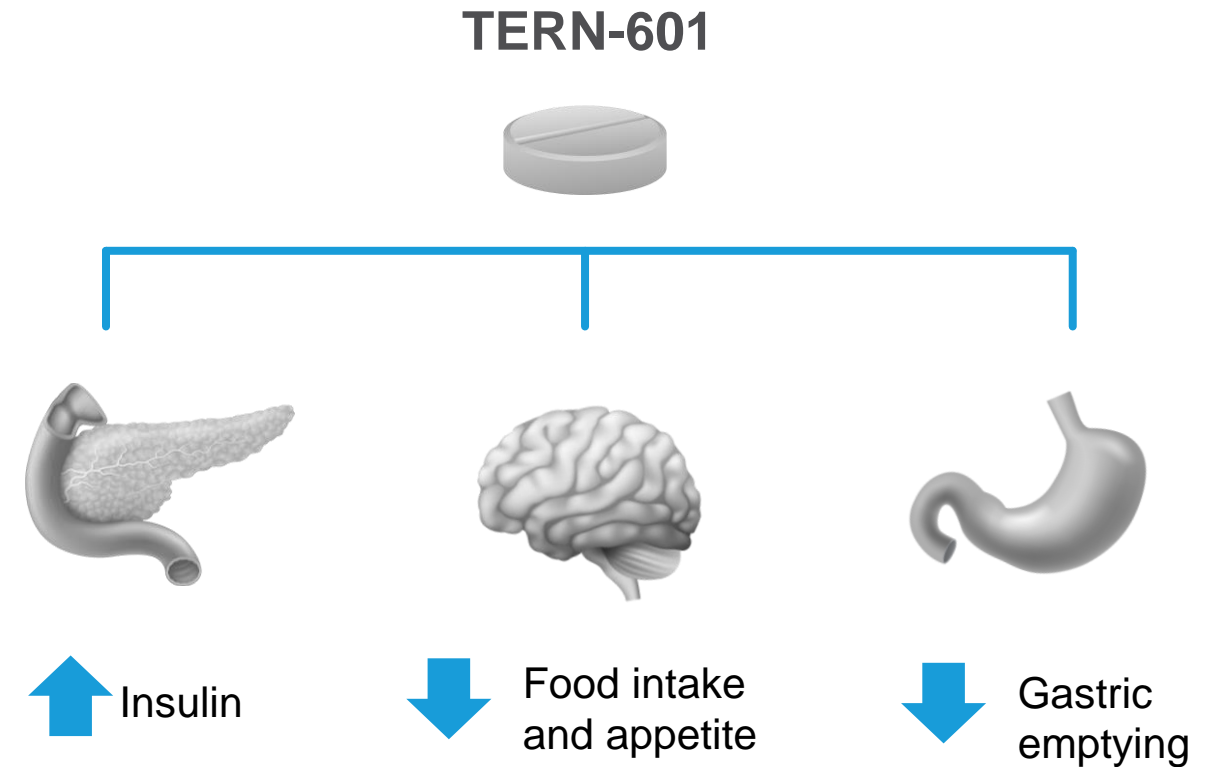 TERN-601
Insulin
Food intake
and appetite
Gastric
emptying